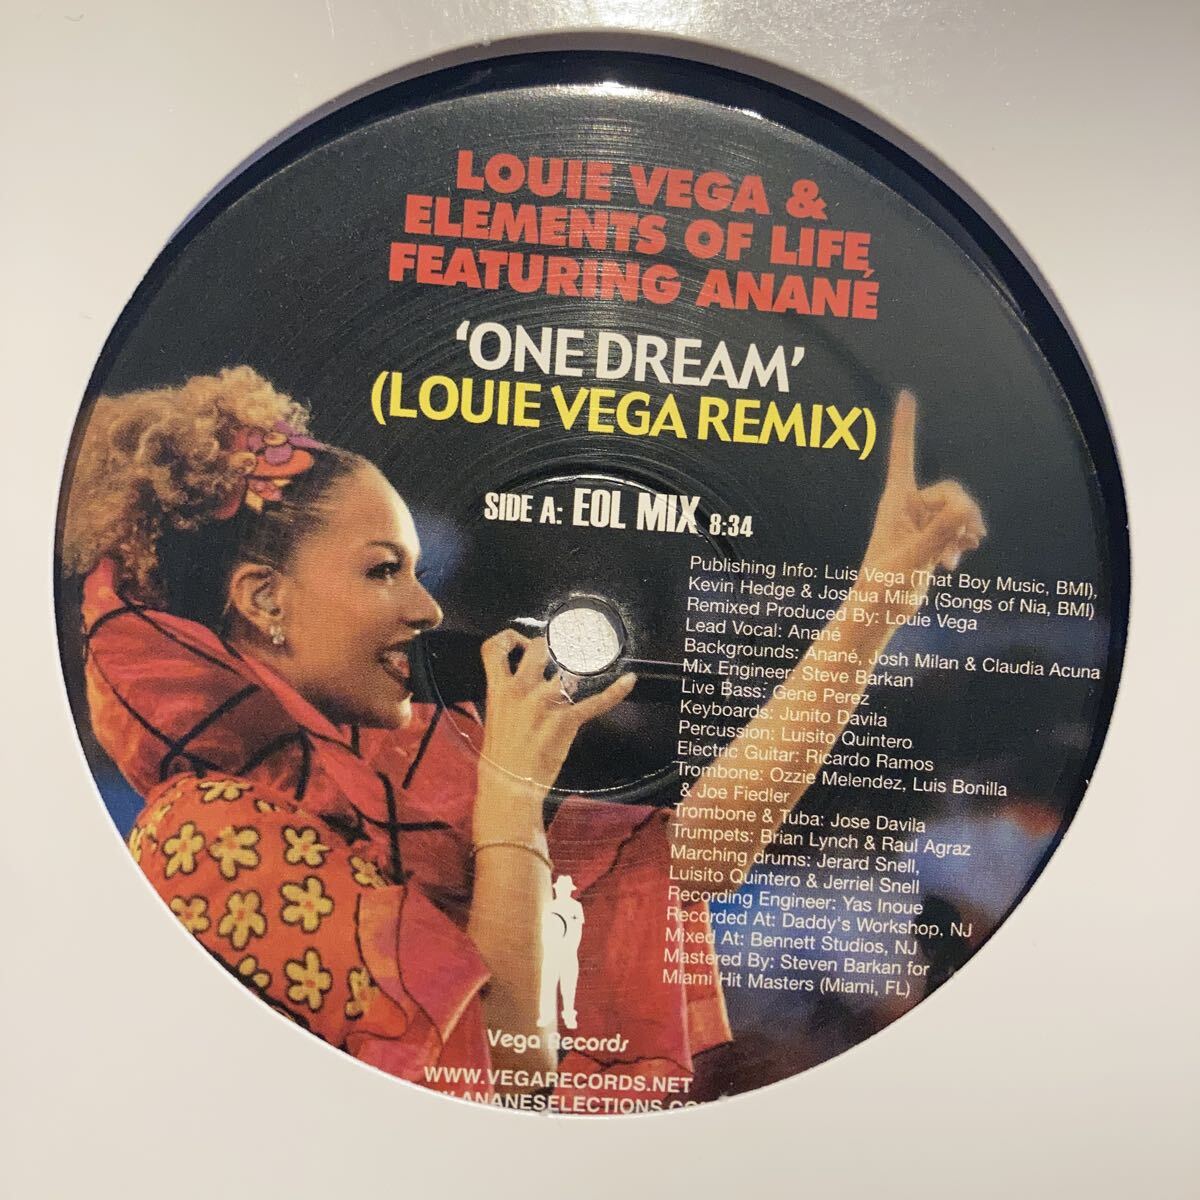 LOUIE VEGA &
ELEMENTS OF LIFE
FEATURING ANANÉ
'ONE DREAM'
(LOUIE VEGA REMIX)
SIDE A: EOL MIX 8:34
Publishing Info: Luis Vega (That Boy Music, BMI),
Kevin Hedge & Joshua Milan (Songs of Nia, BMI)
Remixed Produced By: Louie Vega
Lead Vocal: Anané
Backgrounds: Anané, Josh Milan & Claudia Acuna
Mix Engineer: Steve Barkan
Live Bass: Gene Perez
Keyboards: Junito Davila
Percussion: Luisito Quintero
Electric Guitar: Ricardo Ramos
Trombone: Ozzie Melendez, Luis Bonilla
& Joe Fiedler
Trombone & Tuba: Jose Davila
Trumpets: Brian Lynch & Raul Agraz
Marching drums: Jerard Snell,
Luisito Quintero & Jerriel Snell
Recording Engineer: Yas Inoue
Recorded At: Daddy's Workshop, NJ
Mixed At: Bennett Studios, NJ
Mastered By: Steven Barkan for
Miami Hit Masters (Miami, FL)
Vega Records
WWW.VEGARECORDS.NET
ANANESELECTIONS.CO